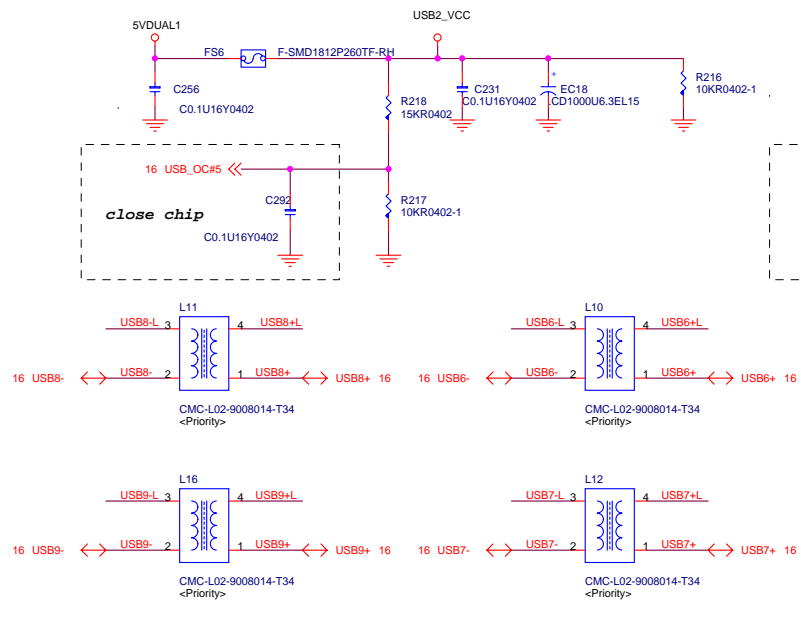 USB2_VCC
5VDUAL1
FS6 F-SMD1812P260TF-RH
C256
C0.1U16Y0402
R218
15KR0402
C231
C0.1U16Y0402
+
EC18
.CD1000U6.3EL15
R216
10KR0402-1
16 USB_OC#5
C292
close chip
C0.1U16Y0402
R217
10KR0402-1
L11
USB8-L 3 4 USB8+L
16 USB8- USB8- 2 1 USB8+ USB8+ 16
CMC-L02-9008014-T34
<Priority>
L10
USB6-L 3 4 USB6+L
16 USB6- USB6- 2 1 USB6+ USB6+ 16
CMC-L02-9008014-T34
<Priority>
L16
USB9-L 3 4 USB9+L
16 USB9- USB9- 2 1 USB9+ USB9+ 16
CMC-L02-9008014-T34
<Priority>
L12
USB7-L 3 4 USB7+L
16 USB7- USB7- 2 1 USB7+ USB7+ 16
CMC-L02-9008014-T34
<Priority>